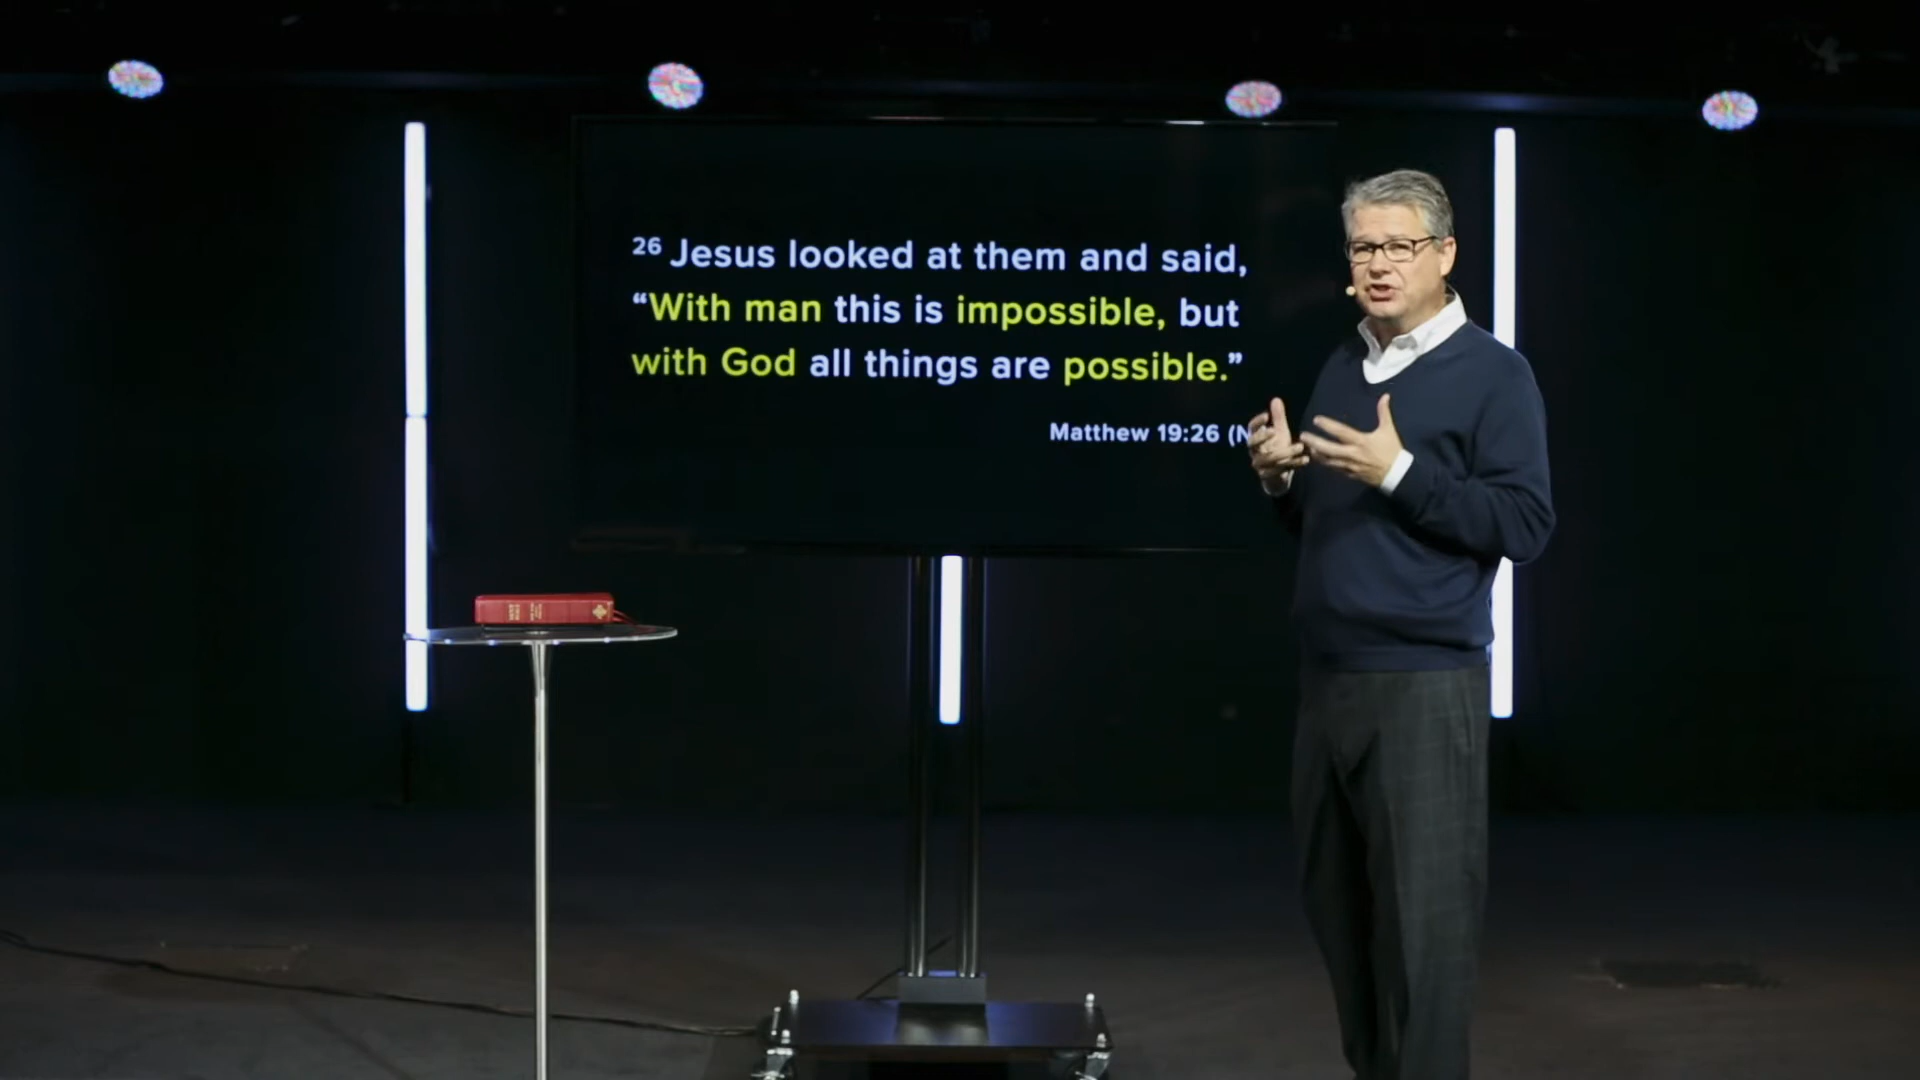 26 Jesus looked at them and said,
“With man this is impossible, but
with God all things are possible.”
Matthew 19:26 (N